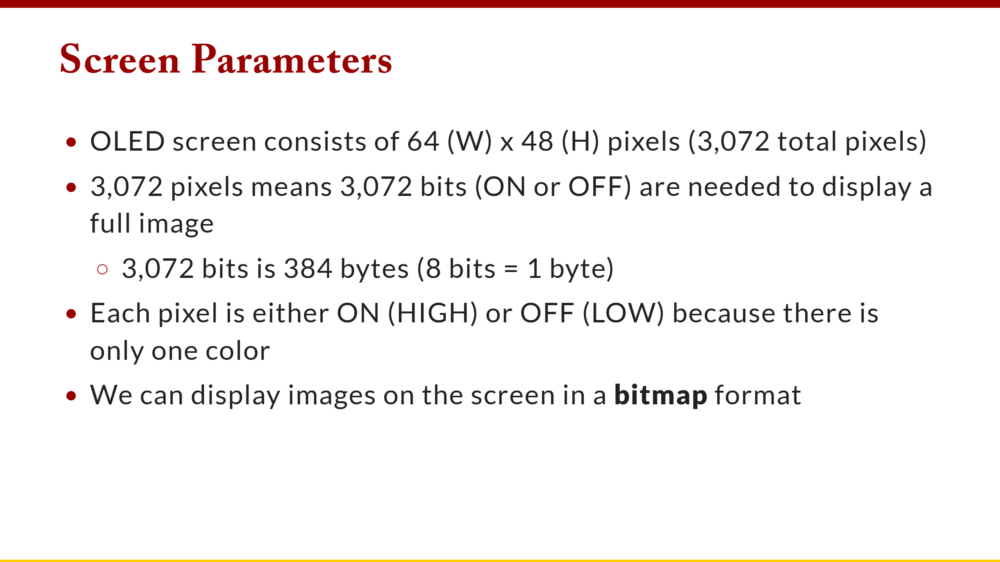 Screen Parameters
• OLED screen consists of 64 (W) x 48 (H) pixels (3,072 total pixels)
• 3,072 pixels means 3,072 bits (ON or OFF) are needed to display a
full image
○ 3,072 bits is 384 bytes (8 bits = 1 byte)
• Each pixel is either ON (HIGH) or OFF (LOW) because there is
only one color
• We can display images on the screen in a bitmap format